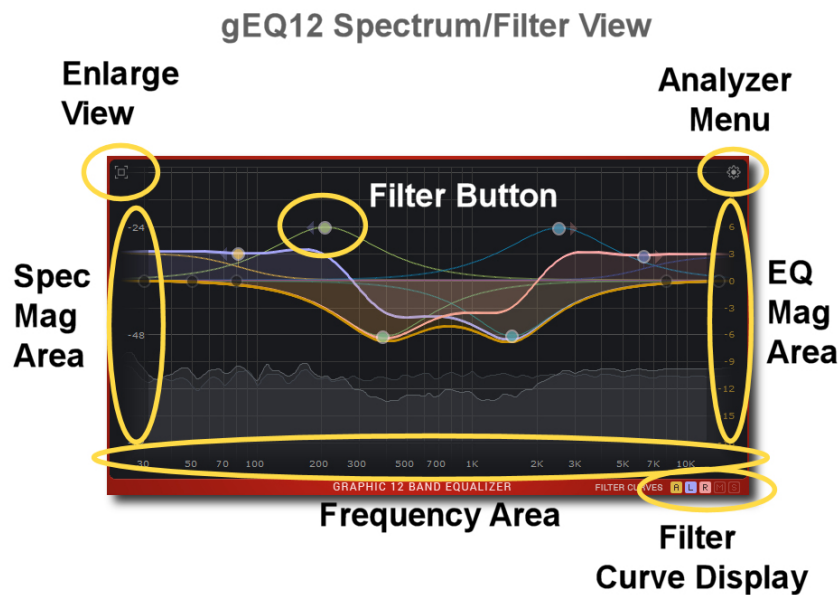 gEQ12 Spectrum/Filter View
Enlarge
View
Analyzer
Menu
Filter Button
-24
6
3
0
-3
-48
-6
-9
-12
-15
Spec
Mag
Area
EQ
Mag
Area
30 50 70 100 200 300 500 700 1K 2K 3K 5K 7K 10K
GRAPHIC 12 BAND EQUALIZER
FILTER CURVES A L R M S
Frequency Area
Filter
Curve Display